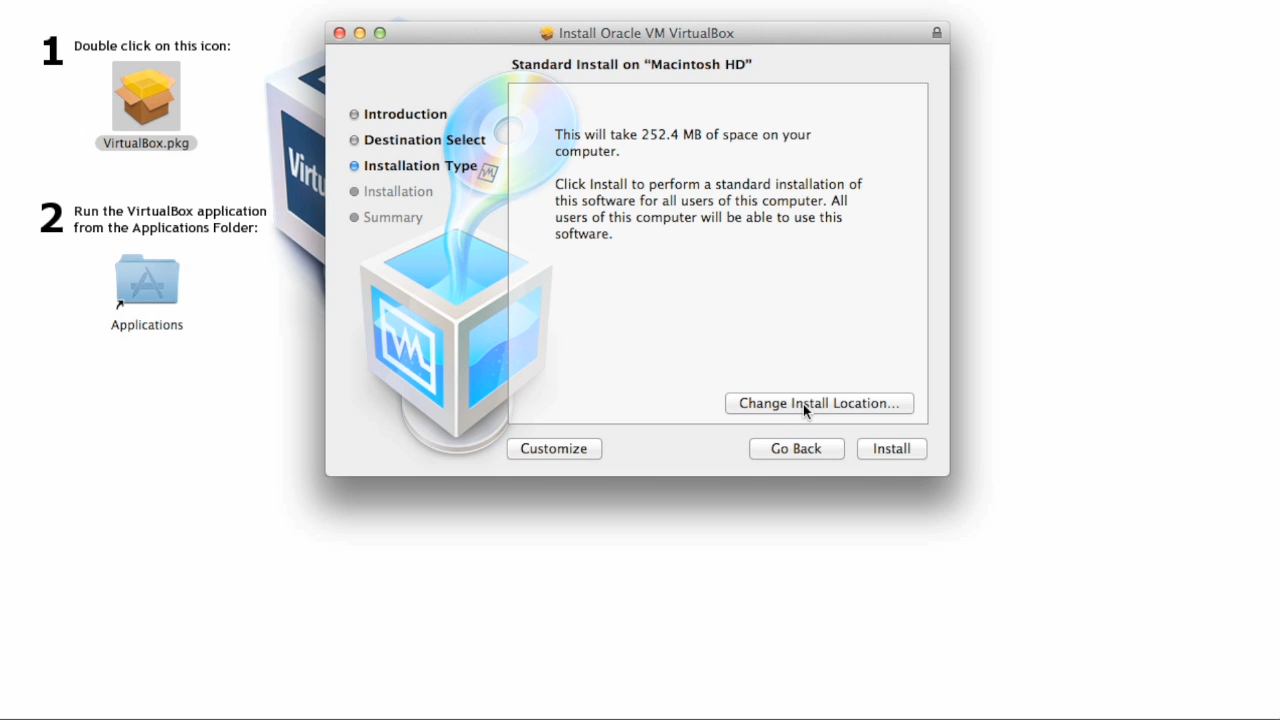 1 Double click on this icon:
VirtualBox.pkg
2 Run the VirtualBox application
from the Applications Folder:
Applications
Install Oracle VM VirtualBox
Standard Install on “Macintosh HD”
Introduction
Destination Select
Installation Type
Installation
Summary
This will take 252.4 MB of space on your
computer.
Click Install to perform a standard installation of
this software for all users of this computer. All
users of this computer will be able to use this
software.
Change Install Location...
Customize
Go Back
Install